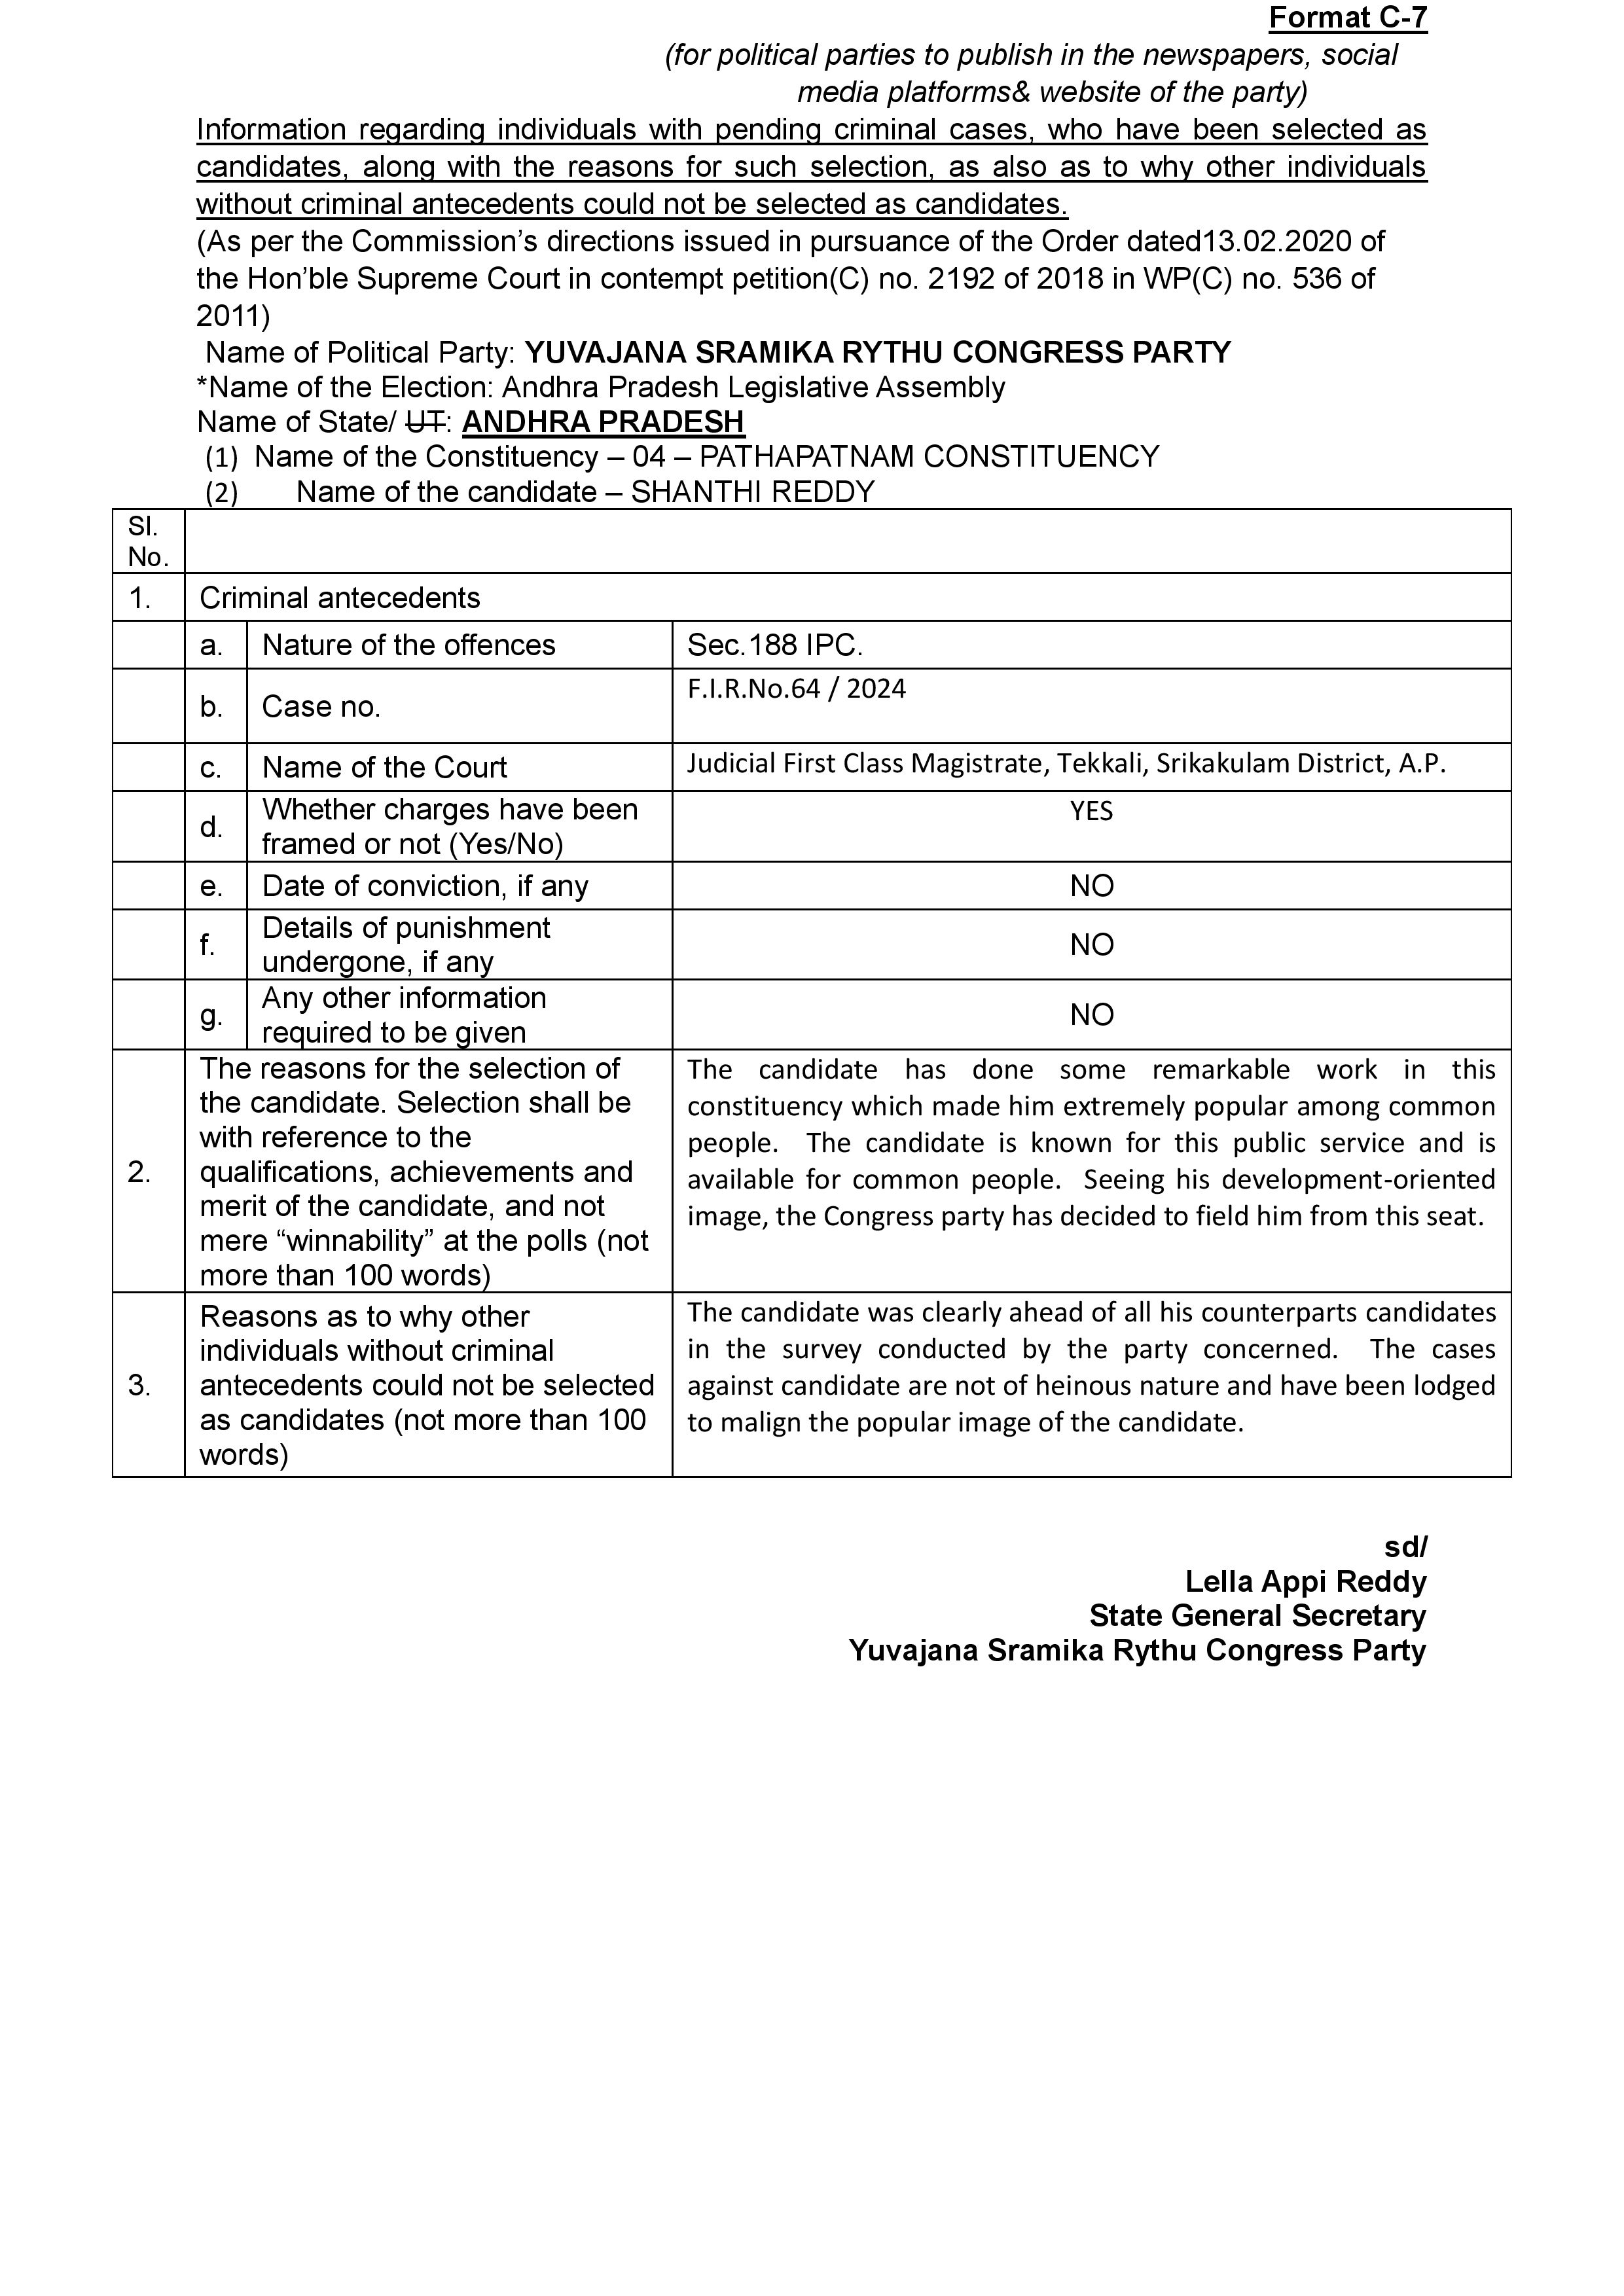 Format C-7
(for political parties to publish in the newspapers, social
media platforms& website of the party)
Information regarding individuals with pending criminal cases, who have been selected as
candidates, along with the reasons for such selection, as also as to why other individuals
without criminal antecedents could not be selected as candidates.
(As per the Commission’s directions issued in pursuance of the Order dated13.02.2020 of
the Hon’ble Supreme Court in contempt petition(C) no. 2192 of 2018 in WP(C) no. 536 of
2011)
Name of Political Party: YUVAJANA SRAMIKA RYTHU CONGRESS PARTY
*Name of the Election: Andhra Pradesh Legislative Assembly
Name of State/ UT: ANDHRA PRADESH
(1) Name of the Constituency – 04 – PATHAPATNAM CONSTITUENCY
(2) Name of the candidate – SHANTHI REDDY
Sl.
No.
1. Criminal antecedents
a. Nature of the offences Sec.188 IPC.
b. Case no. F.I.R.No.64 / 2024
c. Name of the Court Judicial First Class Magistrate, Tekkali, Srikakulam District, A.P.
d. Whether charges have been
framed or not (Yes/No)
YES
e. Date of conviction, if any NO
f. Details of punishment
undergone, if any
NO
g. Any other information
required to be given
NO
2.
The reasons for the selection of
the candidate. Selection shall be
with reference to the
qualifications, achievements and
merit of the candidate, and not
mere “winnability” at the polls (not
more than 100 words)
The candidate has done some remarkable work in this
constituency which made him extremely popular among common
people. The candidate is known for this public service and is
available for common people. Seeing his development-oriented
image, the Congress party has decided to field him from this seat.
3.
Reasons as to why other
individuals without criminal
antecedents could not be selected
as candidates (not more than 100
words)
The candidate was clearly ahead of all his counterparts candidates
in the survey conducted by the party concerned. The cases
against candidate are not of heinous nature and have been lodged
to malign the popular image of the candidate.
sd/
Lella Appi Reddy
State General Secretary
Yuvajana Sramika Rythu Congress Party